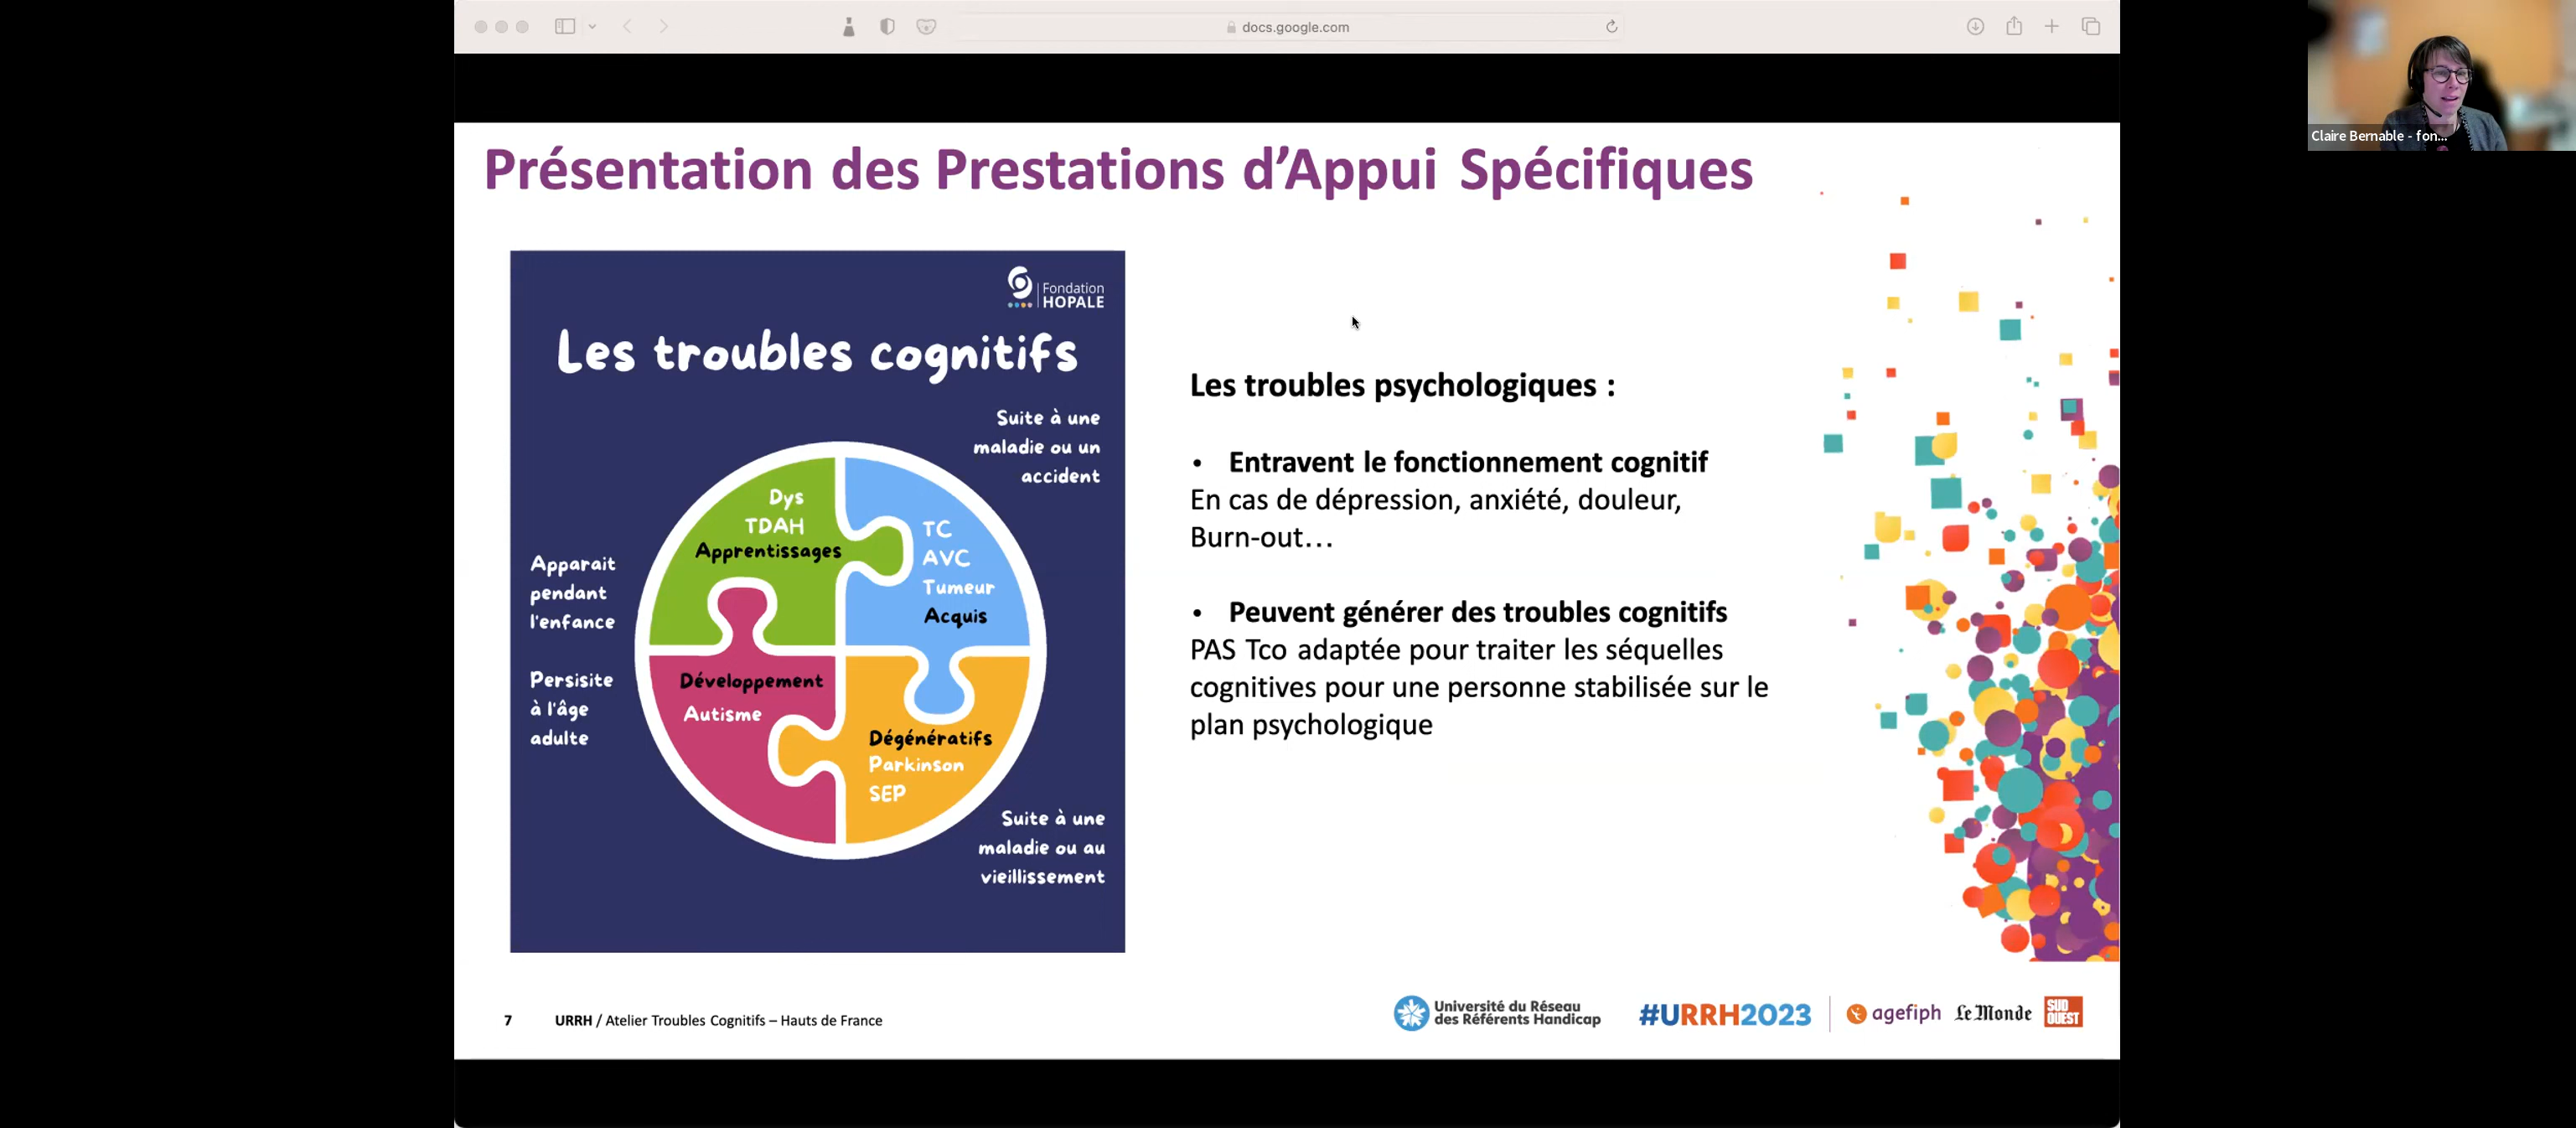 docs.google.com
Claire Bernable - fon...
Présentation des Prestations d'Appui Spécifiques
Fondation
HOPALE
Les troubles cognitifs
Suite à une
maladie ou un
accident
Dys
TDAH
Apprentissages
TC
AVC
Tumeur
Acquis
Apparait
pendant
l'enfance
Persisite
à l'âge
adulte
Développement
Autisme
Dégénératifs
Parkinson
SEP
Suite à une
maladie ou au
vieillissement
Les troubles psychologiques :
• Entravent le fonctionnement cognitif
En cas de dépression, anxiété, douleur,
Burn-out…
• Peuvent générer des troubles cognitifs
PAS Tco adaptée pour traiter les séquelles
cognitives pour une personne stabilisée sur le
plan psychologique
7
URRH / Atelier Troubles Cognitifs – Hauts de France
Université du Réseau
des Référents Handicap
#URRH2023
agefiph
Le Monde
SUD
OUEST